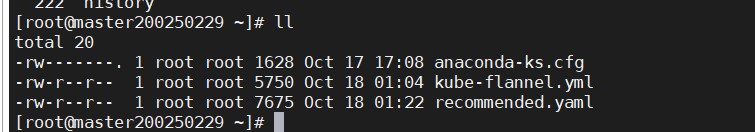 222 history
[root@master200250229 ~]# ll
total 20
-rw-------. 1 root root 1628 Oct 17 17:08 anaconda-ks.cfg
-rw-r--r-- 1 root root 5750 Oct 18 01:04 kube-flannel.yml
-rw-r--r-- 1 root root 7675 Oct 18 01:22 recommended.yaml
[root@master200250229 ~]#